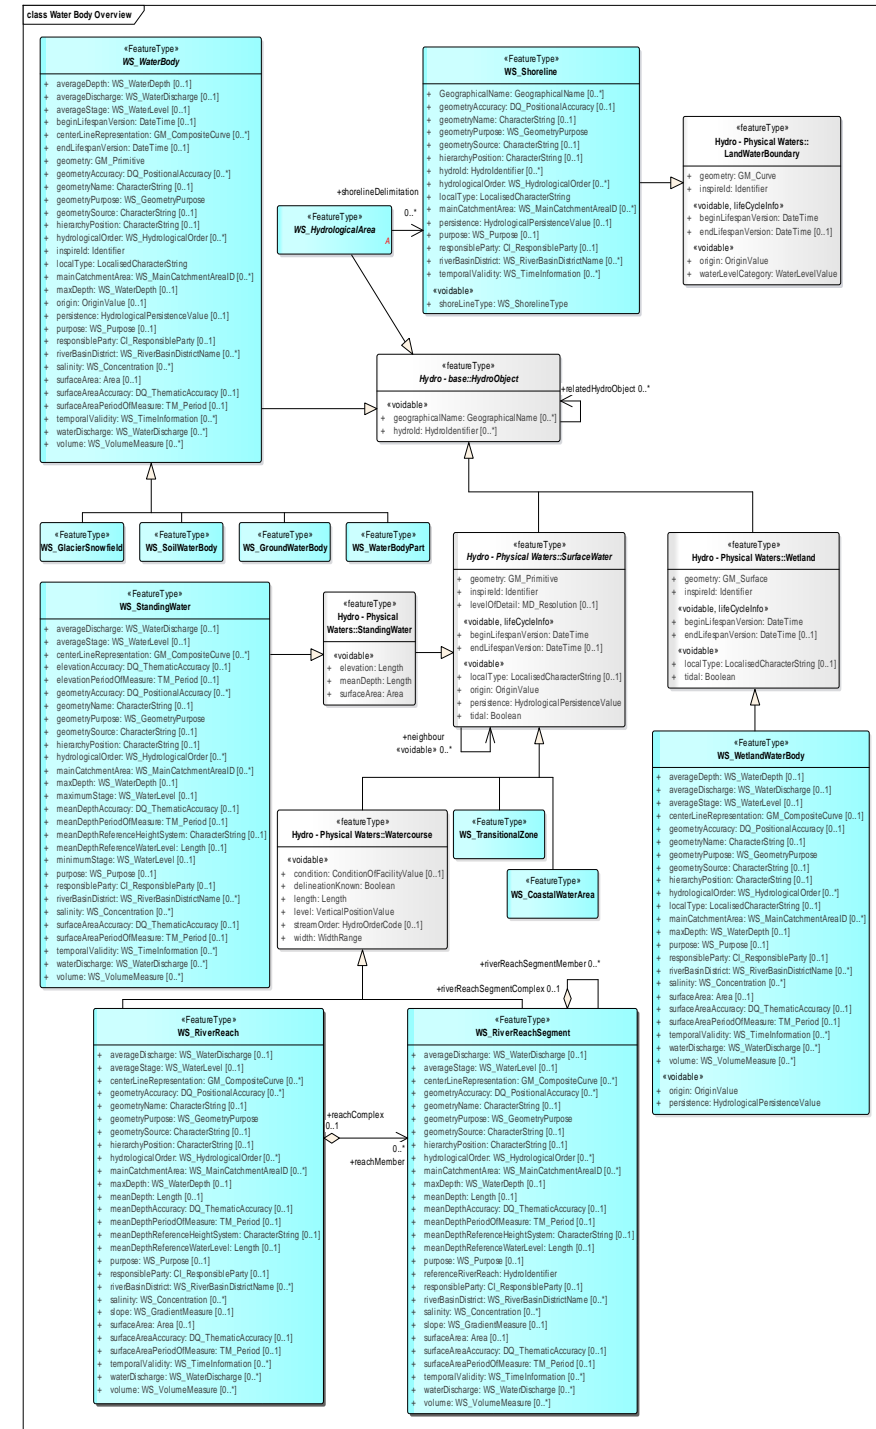 class Water Body Overview
«FeatureType»
WS_WaterBody
+ averageDepth: WS_WaterDepth [0..1]
+ averageDischarge: WS_WaterDischarge [0..1]
+ averageStage: WS_WaterLevel [0..1]
+ beginLifespanVersion: DateTime [0..1]
+ centerLineRepresentation: GM_CompositeCurve [0..*]
+ endLifespanVersion: DateTime [0..1]
+ geometry: GM_Primitive
+ geometryAccuracy: DQ_PositionalAccuracy [0..*]
+ geometryName: CharacterString [0..1]
+ geometryPurpose: WS_GeometryPurpose
+ geometrySource: CharacterString [0..1]
+ hierarchyPosition: CharacterString [0..1]
+ hydrologicalOrder: WS_HydrologicalOrder [0..*]
+ inspireId: Identifier
+ localType: LocalisedCharacterString
+ mainCatchmentArea: WS_MainCatchmentAreaID [0..*]
+ maxDepth: WS_WaterDepth [0..1]
+ origin: OriginValue [0..1]
+ persistence: HydrologicalPersistenceValue [0..1]
+ purpose: WS_Purpose [0..1]
+ responsibleParty: CI_ResponsibleParty [0..1]
+ riverBasinDistrict: WS_RiverBasinDistrictName [0..*]
+ salinity: WS_Concentration [0..*]
+ surfaceArea: Area [0..1]
+ surfaceAreaAccuracy: DQ_ThematicAccuracy [0..1]
+ surfaceAreaPeriodOfMeasure: TM_Period [0..1]
+ temporalValidity: WS_TimeInformation [0..*]
+ waterDischarge: WS_WaterDischarge [0..*]
+ volume: WS_VolumeMeasure [0..*]
«FeatureType»
WS_Shoreline
+ GeographicalName: GeographicalName [0..*]
+ geometryAccuracy: DQ_PositionalAccuracy [0..1]
+ geometryName: CharacterString [0..1]
+ geometryPurpose: WS_GeometryPurpose
+ geometrySource: CharacterString [0..1]
+ hierarchyPosition: CharacterString [0..1]
+ hydroId: HydroIdentifier [0..*]
+ hydrologicalOrder: WS_HydrologicalOrder [0..*]
+ localType: LocalisedCharacterString
+ mainCatchmentArea: WS_MainCatchmentAreaID [0..*]
+ persistence: HydrologicalPersistenceValue [0..1]
+ purpose: WS_Purpose [0..*]
+ responsibleParty: CI_ResponsibleParty [0..1]
+ riverBasinDistrict: WS_RiverBasinDistrictName [0..*]
+ temporalValidity: WS_TimeInformation [0..*]
«voidable»
+ shoreLineType: WS_ShorelineType
«featureType»
Hydro - Physical Waters::
LandWaterBoundary
+ geometry: GM_Curve
+ inspireId: Identifier
«voidable, lifeCycleInfo»
+ beginLifespanVersion: DateTime
+ endLifespanVersion: DateTime [0..1]
«voidable»
+ origin: OriginValue
+ waterLevelCategory: WaterLevelValue
+shorelineDelimitation
0..*
«FeatureType»
WS_HydrologicalArea
A
«featureType»
Hydro - base::HydroObject
«voidable»
+ geographicalName: GeographicalName [0..*]
+ hydroId: HydroIdentifier [0..*]
+relatedHydroObject 0..*
«FeatureType»
WS_GlacierSnowfield
«FeatureType»
WS_SoilWaterBody
«FeatureType»
WS_GroundWaterBody
«FeatureType»
WS_WaterBodyPart
«FeatureType»
WS_StandingWater
+ averageDischarge: WS_WaterDischarge [0..1]
+ averageStage: WS_WaterLevel [0..1]
+ centerLineRepresentation: GM_CompositeCurve [0..*]
+ elevationAccuracy: DQ_ThematicAccuracy [0..1]
+ elevationPeriodOfMeasure: TM_Period [0..1]
+ geometryAccuracy: DQ_PositionalAccuracy [0..*]
+ geometryName: CharacterString [0..1]
+ geometryPurpose: WS_GeometryPurpose
+ geometrySource: CharacterString [0..1]
+ hierarchyPosition: CharacterString [0..1]
+ hydrologicalOrder: WS_HydrologicalOrder [0..*]
+ mainCatchmentArea: WS_MainCatchmentAreaID [0..*]
+ maxDepth: WS_WaterDepth [0..1]
+ maximumStage: WS_WaterLevel [0..1]
+ meanDepthAccuracy: DQ_ThematicAccuracy [0..1]
+ meanDepthPeriodOfMeasure: TM_Period [0..1]
+ meanDepthReferenceHeightSystem: CharacterString [0..1]
+ meanDepthReferenceWaterLevel: Length [0..1]
+ minimumStage: WS_WaterLevel [0..1]
+ purpose: WS_Purpose [0..1]
+ responsibleParty: CI_ResponsibleParty [0..1]
+ riverBasinDistrict: WS_RiverBasinDistrictName [0..*]
+ salinity: WS_Concentration [0..*]
+ surfaceAreaAccuracy: DQ_ThematicAccuracy [0..1]
+ surfaceAreaPeriodOfMeasure: TM_Period [0..1]
+ temporalValidity: WS_TimeInformation [0..*]
+ waterDischarge: WS_WaterDischarge [0..*]
+ volume: WS_VolumeMeasure [0..*]
«featureType»
Hydro - Physical
Waters::StandingWater
«voidable»
+ elevation: Length
+ meanDepth: Length
+ surfaceArea: Area
«featureType»
Hydro - Physical Waters::SurfaceWater
+ geometry: GM_Primitive
+ inspireId: Identifier
+ levelOfDetail: MD_Resolution [0..1]
«voidable, lifeCycleInfo»
+ beginLifespanVersion: DateTime
+ endLifespanVersion: DateTime [0..1]
«voidable»
+ localType: LocalisedCharacterString [0..1]
+ origin: OriginValue
+ persistence: HydrologicalPersistenceValue
+ tidal: Boolean
+neighbour
«voidable» 0..*
«featureType»
Hydro - Physical Waters::Wetland
+ geometry: GM_Surface
+ inspireId: Identifier
«voidable, lifeCycleInfo»
+ beginLifespanVersion: DateTime
+ endLifespanVersion: DateTime [0..1]
«voidable»
+ localType: LocalisedCharacterString [0..1]
+ tidal: Boolean
«FeatureType»
WS_WetlandWaterBody
+ averageDepth: WS_WaterDepth [0..1]
+ averageDischarge: WS_WaterDischarge [0..1]
+ averageStage: WS_WaterLevel [0..1]
+ centerLineRepresentation: GM_CompositeCurve [0..1]
+ geometryAccuracy: DQ_PositionalAccuracy [0..1]
+ geometryName: CharacterString [0..1]
+ geometryPurpose: WS_GeometryPurpose
+ geometrySource: CharacterString [0..1]
+ hierarchyPosition: CharacterString [0..1]
+ hydrologicalOrder: WS_HydrologicalOrder [0..*]
+ localType: LocalisedCharacterString [0..1]
+ mainCatchmentArea: WS_MainCatchmentAreaID [0..*]
+ maxDepth: WS_WaterDepth [0..1]
+ purpose: WS_Purpose [0..1]
+ responsibleParty: CI_ResponsibleParty [0..1]
+ riverBasinDistrict: WS_RiverBasinDistrictName [0..*]
+ salinity: WS_Concentration [0..*]
+ surfaceArea: Area [0..1]
+ surfaceAreaAccuracy: DQ_ThematicAccuracy [0..1]
+ surfaceAreaPeriodOfMeasure: TM_Period [0..1]
+ temporalValidity: WS_TimeInformation [0..*]
+ waterDischarge: WS_WaterDischarge [0..*]
+ volume: WS_VolumeMeasure [0..*]
«voidable»
+ origin: OriginValue
+ persistence: HydrologicalPersistenceValue
«featureType»
Hydro - Physical Waters::Watercourse
«voidable»
+ condition: ConditionOfFacilityValue [0..1]
+ delineationKnown: Boolean
+ length: Length
+ level: VerticalPositionValue
+ streamOrder: HydroOrderCode [0..1]
+ width: WidthRange
«FeatureType»
WS_TransitionalZone
«FeatureType»
WS_CoastalWaterArea
+riverReachSegmentMember 0..*
+riverReachSegmentComplex 0..1
«FeatureType»
WS_RiverReach
+ averageDischarge: WS_WaterDischarge [0..1]
+ averageStage: WS_WaterLevel [0..1]
+ centerLineRepresentation: GM_CompositeCurve [0..*]
+ geometryAccuracy: DQ_PositionalAccuracy [0..*]
+ geometryName: CharacterString [0..1]
+ geometryPurpose: WS_GeometryPurpose
+ geometrySource: CharacterString [0..1]
+ hierarchyPosition: CharacterString [0..1]
+ hydrologicalOrder: WS_HydrologicalOrder [0..*]
+ mainCatchmentArea: WS_MainCatchmentAreaID [0..*]
+ maxDepth: WS_WaterDepth [0..1]
+ meanDepth: Length [0..1]
+ meanDepthAccuracy: DQ_ThematicAccuracy [0..1]
+ meanDepthPeriodOfMeasure: TM_Period [0..1]
+ meanDepthReferenceHeightSystem: CharacterString [0..1]
+ meanDepthReferenceWaterLevel: Length [0..1]
+ purpose: WS_Purpose [0..1]
+ responsibleParty: CI_ResponsibleParty [0..1]
+ riverBasinDistrict: WS_RiverBasinDistrictName [0..*]
+ salinity: WS_Concentration [0..*]
+ slope: WS_GradientMeasure [0..1]
+ surfaceArea: Area [0..1]
+ surfaceAreaAccuracy: DQ_ThematicAccuracy [0..1]
+ surfaceAreaPeriodOfMeasure: TM_Period [0..1]
+ temporalValidity: WS_TimeInformation [0..*]
+ waterDischarge: WS_WaterDischarge [0..*]
+ volume: WS_VolumeMeasure [0..*]
+reachComplex
0..1
0..*
+reachMember
«FeatureType»
WS_RiverReachSegment
+ averageDischarge: WS_WaterDischarge [0..1]
+ averageStage: WS_WaterLevel [0..1]
+ centerLineRepresentation: GM_CompositeCurve [0..*]
+ geometryAccuracy: DQ_PositionalAccuracy [0..*]
+ geometryName: CharacterString [0..1]
+ geometryPurpose: WS_GeometryPurpose
+ geometrySource: CharacterString [0..1]
+ hierarchyPosition: CharacterString [0..1]
+ hydrologicalOrder: WS_HydrologicalOrder [0..*]
+ mainCatchmentArea: WS_MainCatchmentAreaID [0..*]
+ maxDepth: WS_WaterDepth [0..1]
+ meanDepth: Length [0..1]
+ meanDepthAccuracy: DQ_ThematicAccuracy [0..1]
+ meanDepthPeriodOfMeasure: TM_Period [0..1]
+ meanDepthReferenceHeightSystem: CharacterString [0..1]
+ meanDepthReferenceWaterLevel: Length [0..1]
+ purpose: WS_Purpose [0..1]
+ referenceRiverReach: HydroIdentifier
+ responsibleParty: CI_ResponsibleParty [0..1]
+ riverBasinDistrict: WS_RiverBasinDistrictName [0..*]
+ salinity: WS_Concentration [0..*]
+ slope: WS_GradientMeasure [0..1]
+ surfaceArea: Area [0..1]
+ surfaceAreaAccuracy: DQ_ThematicAccuracy [0..1]
+ surfaceAreaPeriodOfMeasure: TM_Period [0..1]
+ temporalValidity: WS_TimeInformation [0..*]
+ waterDischarge: WS_WaterDischarge [0..*]
+ volume: WS_VolumeMeasure [0..*]